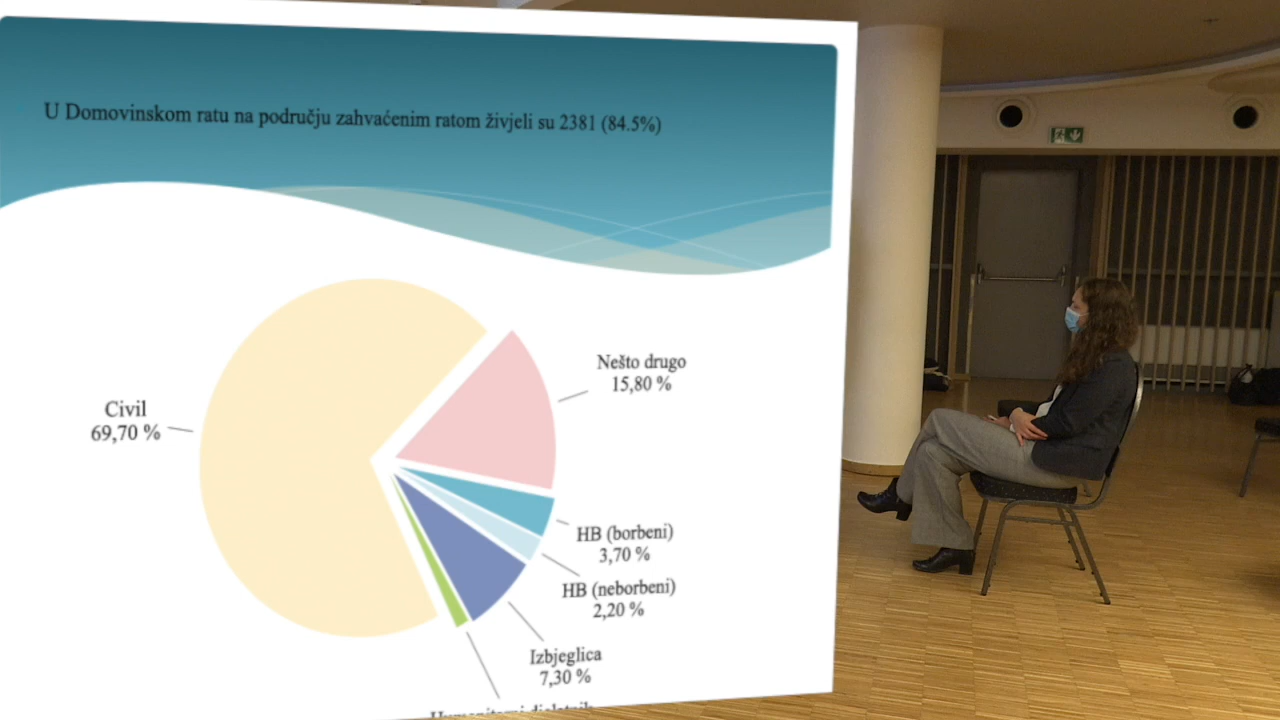 U Domovinskom ratu na području zahvaćenim ratom živjeli su 2381 (84.5%)
Nešto drugo
15,80 %
Civil
69,70 %
HB (borbeni)
3,70 %
HB (neborbeni)
2,20 %
Izbjeglica
7,30 %